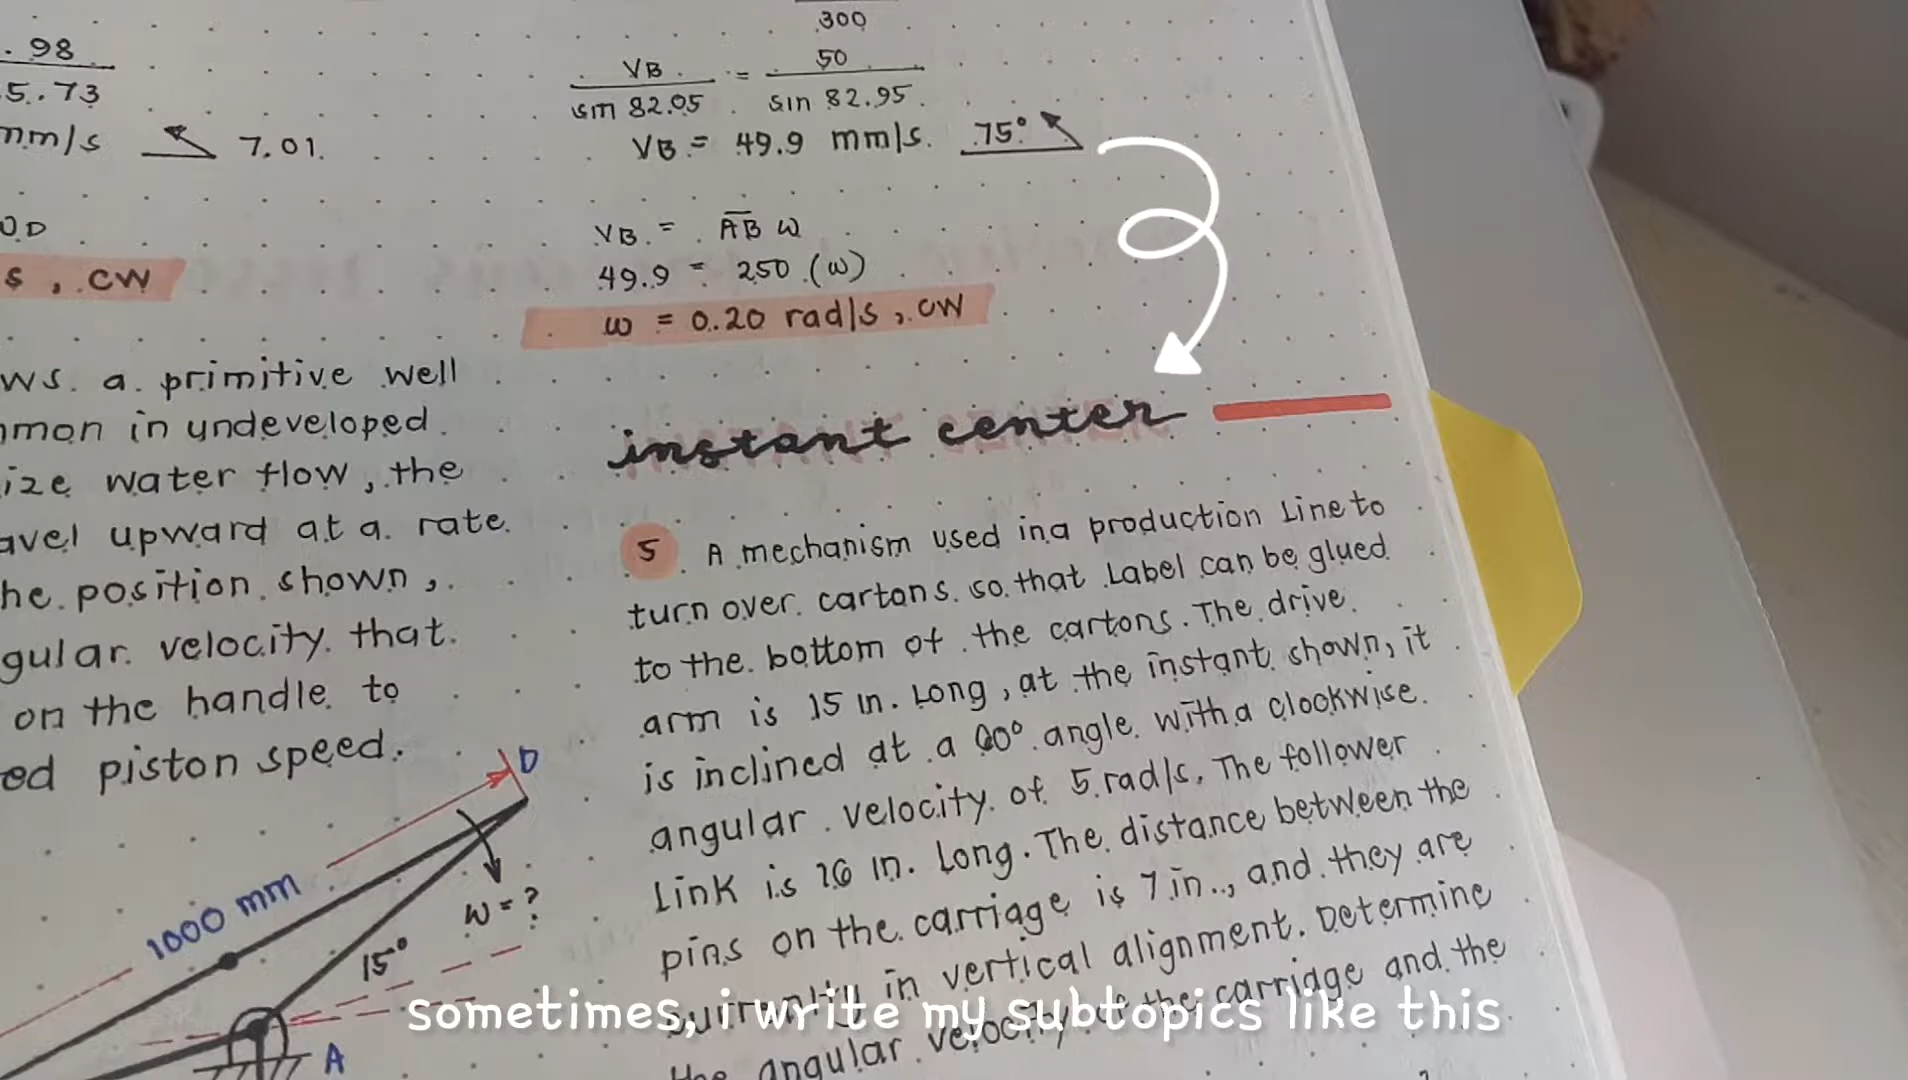 .98
5.73
mm/s 7.01
s, CW
ws a primitive well
mmon in undeveloped
ize water flow, the
avel upward at a rate
he position shown,
gular velocity that
on the handle to
ed piston speed.
D
1000 mm
ω = ?
15°
A
300
VB = 50
sin 82.05 sin 82.95
VB = 49.9 mm/s 75°
VB = AB ω
49.9 = 250 (ω)
ω = 0.20 rad/s, CW
instant center
5 A mechanism used in a production line to
turn over cartons so that label can be glued
to the bottom of the cartons. The drive
arm is 15 in. long, at the instant shown, it
is inclined at a 60° angle with a clockwise
angular velocity of 5 rad/s. The follower
link is 16 in. long. The distance between the
pins on the carriage is 7 in., and they are
in vertical alignment. Determine
the angular velocity of the carriage and the
sometimes, i write my subtopics like this